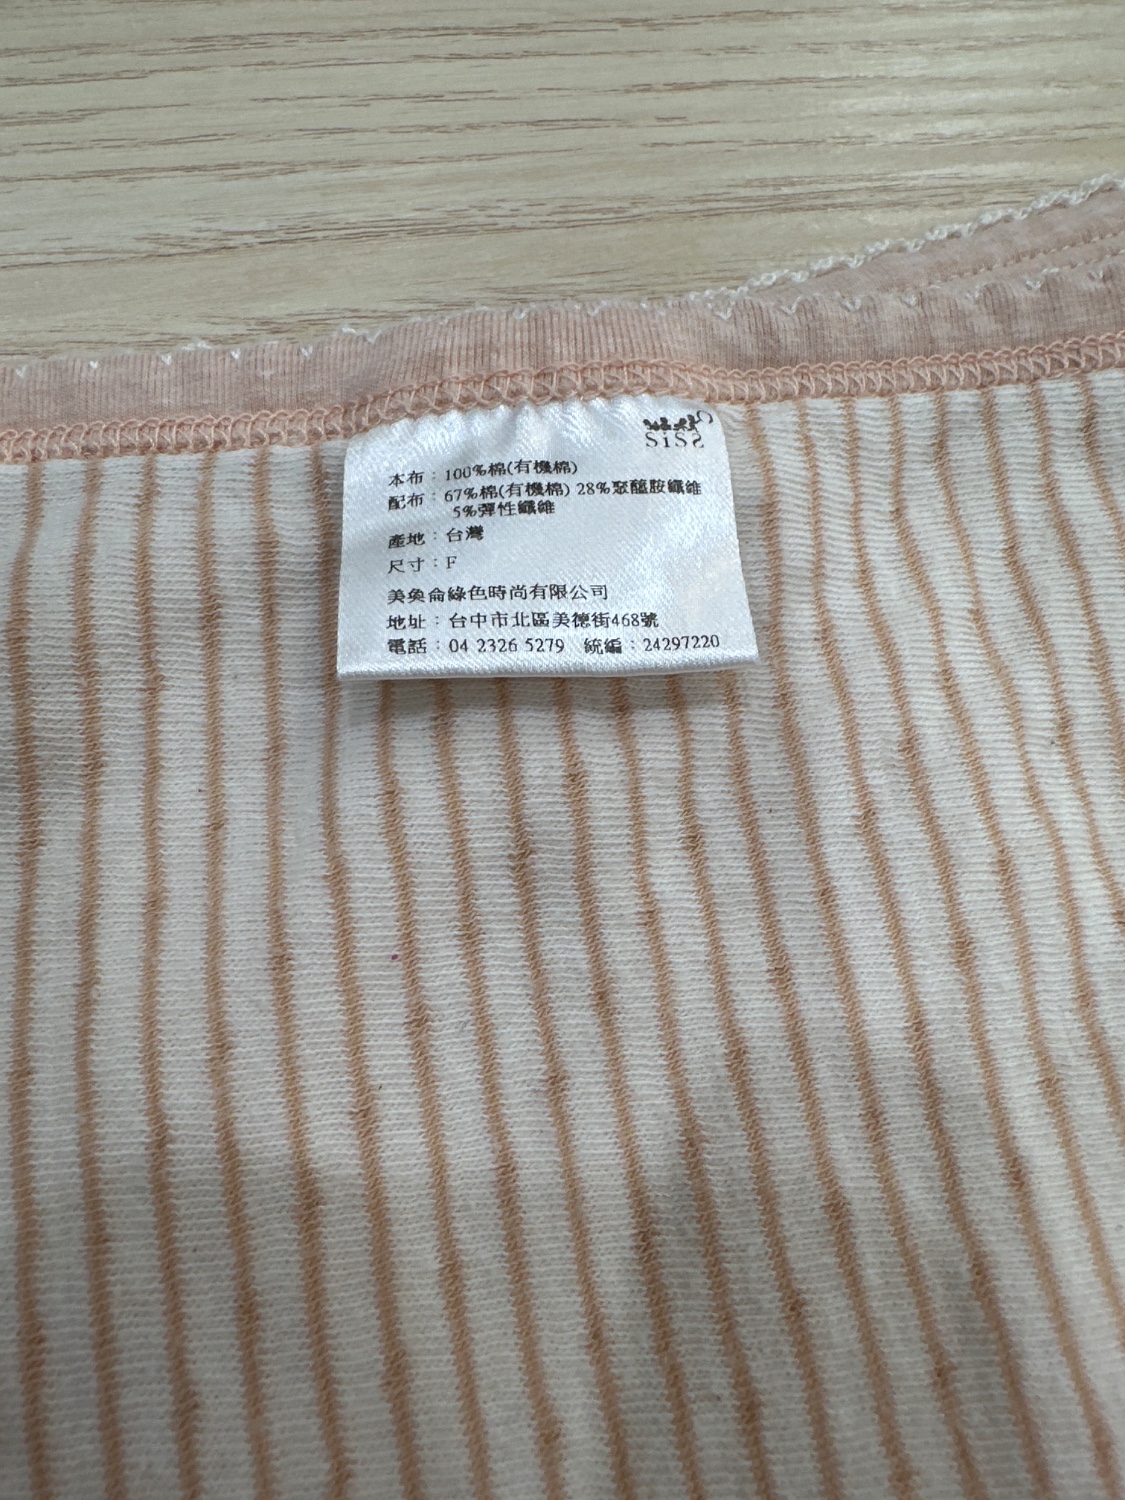 SiSS
本布：100%棉(有機棉)
配布：67%棉(有機棉) 28%聚醯胺纖維
5%彈性纖維
產地：台灣
尺寸：F
美奐侖綠色時尚有限公司
地址：台中市北區美德街468號
電話：04 2326 5279 統編：24297220